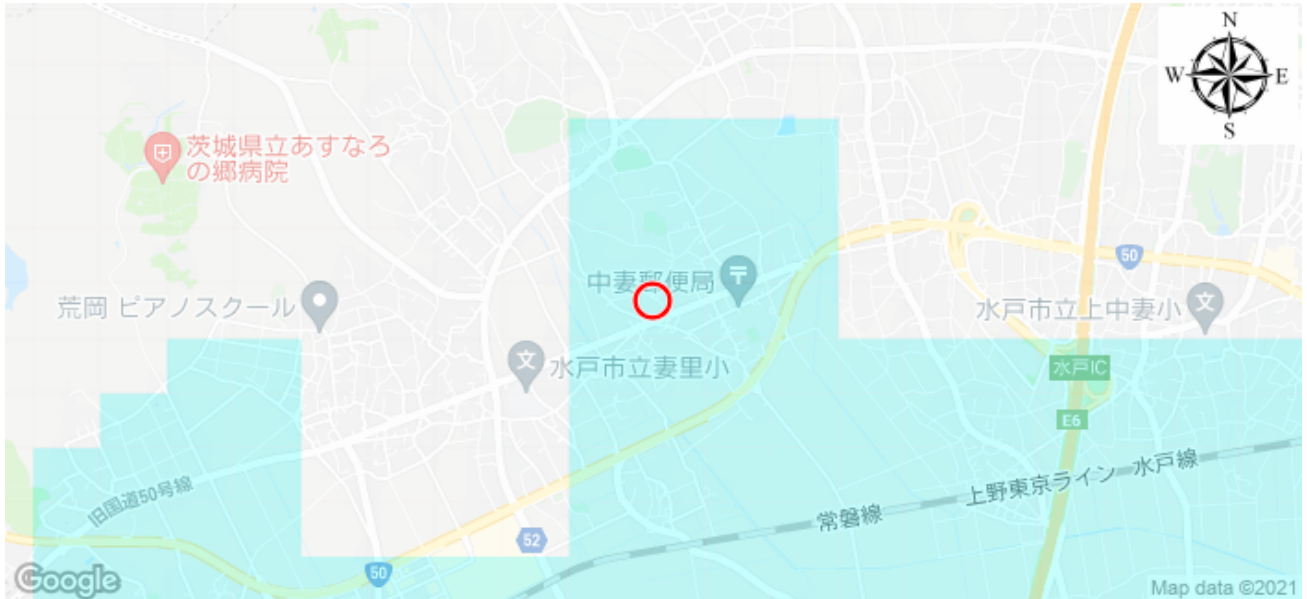 N
W E
S
茨城県立あすなろ
の郷病院
50
中妻郵便局
荒岡 ピアノスクール
水戸市立上中妻小
文
文
水戸市立妻里小
水戸IC
E6
水戸線
上野東京ライン
旧国道50号線
常磐線
52
50
Google
Map data ©2021